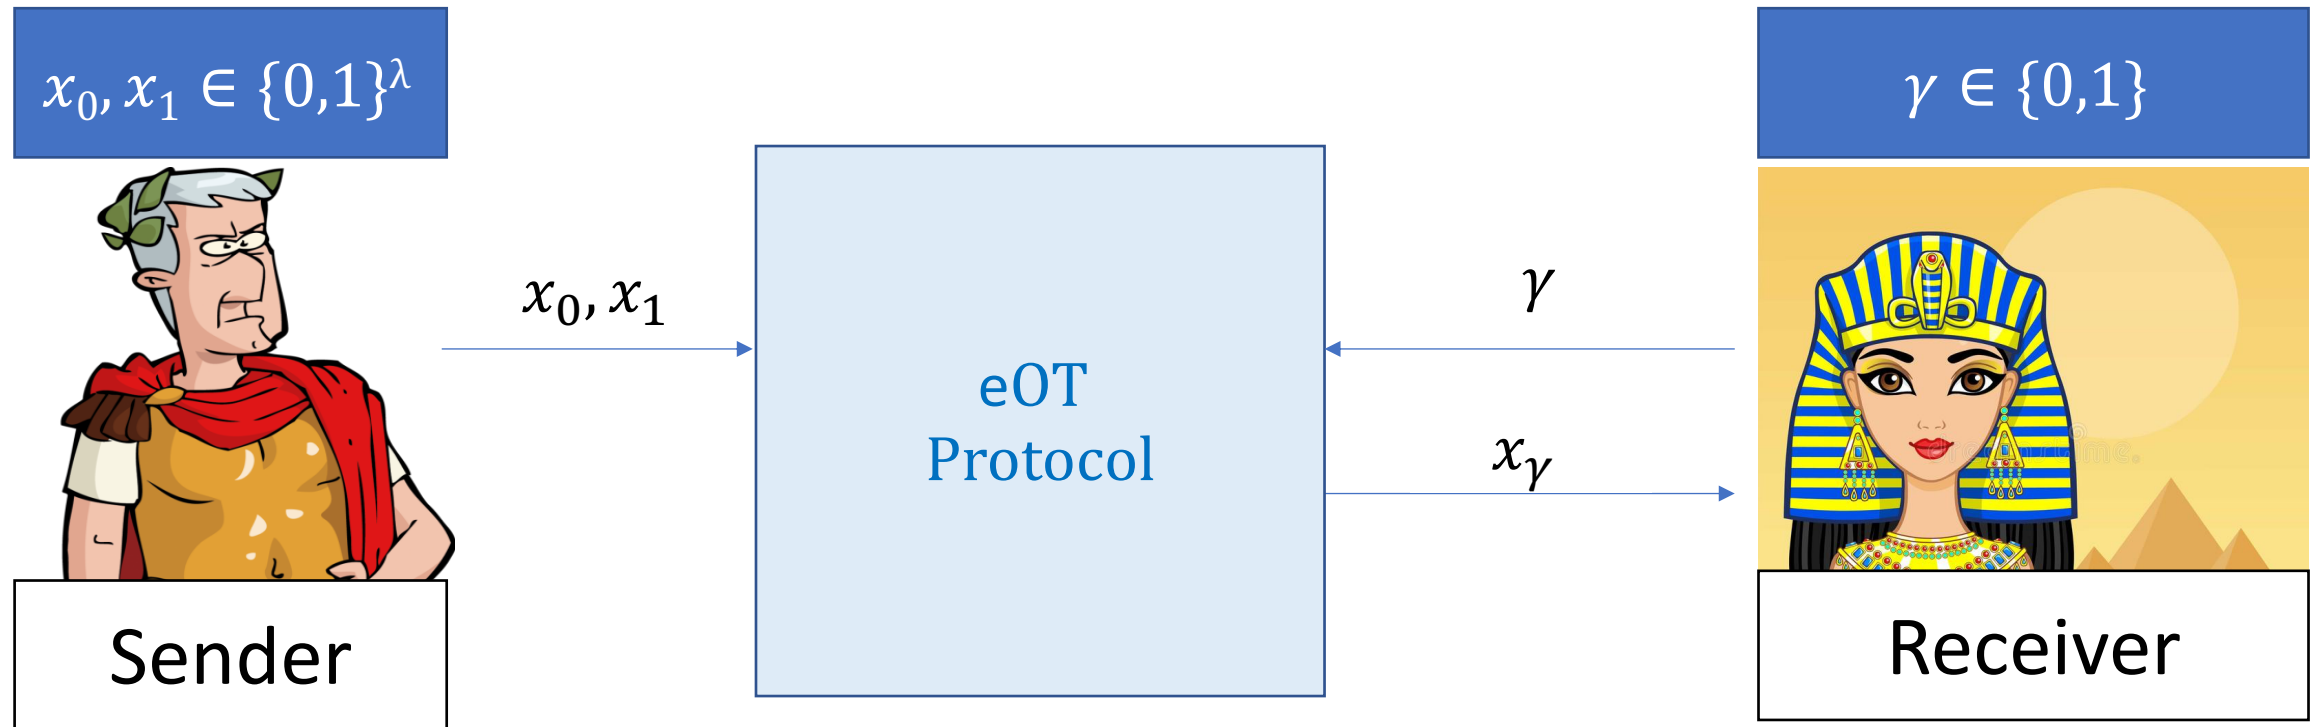 x₀, x₁ ∈ {0,1}^λ
γ ∈ {0,1}
x₀, x₁
γ
eOT
Protocol
x_γ
Sender
Receiver